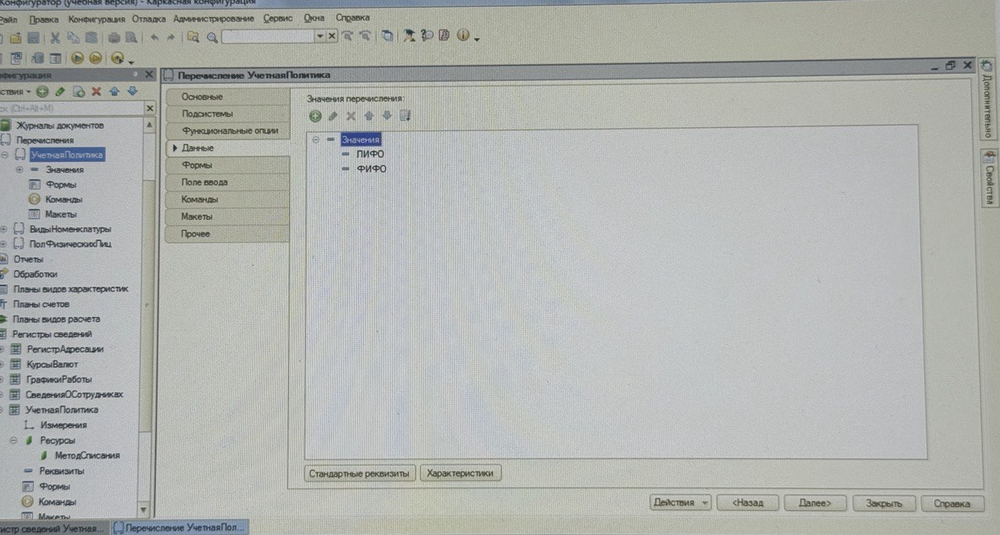 Конфигуратор (учебная версия) - Каркасная конфигурация
Файл Правка Конфигурация Отладка Администрирование Сервис Окна Справка
нфигурация
ствия
ск (Ctrl+Alt+M)
Журналы документов
Перечисления
УчетнаяПолитика
Значения
Формы
Команды
Макеты
ВидыНоменклатуры
ПолФизическихЛиц
Отчеты
Обработки
Планы видов характеристик
Планы счетов
Планы видов расчета
Регистры сведений
РегистрАдресации
КурсыВалют
ГрафикиРаботы
СведенияОСотрудниках
УчетнаяПолитика
Измерения
Ресурсы
МетодСписания
Реквизиты
Формы
Команды
Макеты
Перечисление УчетнаяПолитика
Основные
Подсистемы
Функциональные опции
Данные
Формы
Поле ввода
Команды
Макеты
Прочее
Значения перечисления:
Значения
ЛИФО
ФИФО
Стандартные реквизиты Характеристики
Действия <Назад Далее> Закрыть Справка
Дополнительно
Свойства
истр сведений Учетная... Перечисление УчетнаяПол...